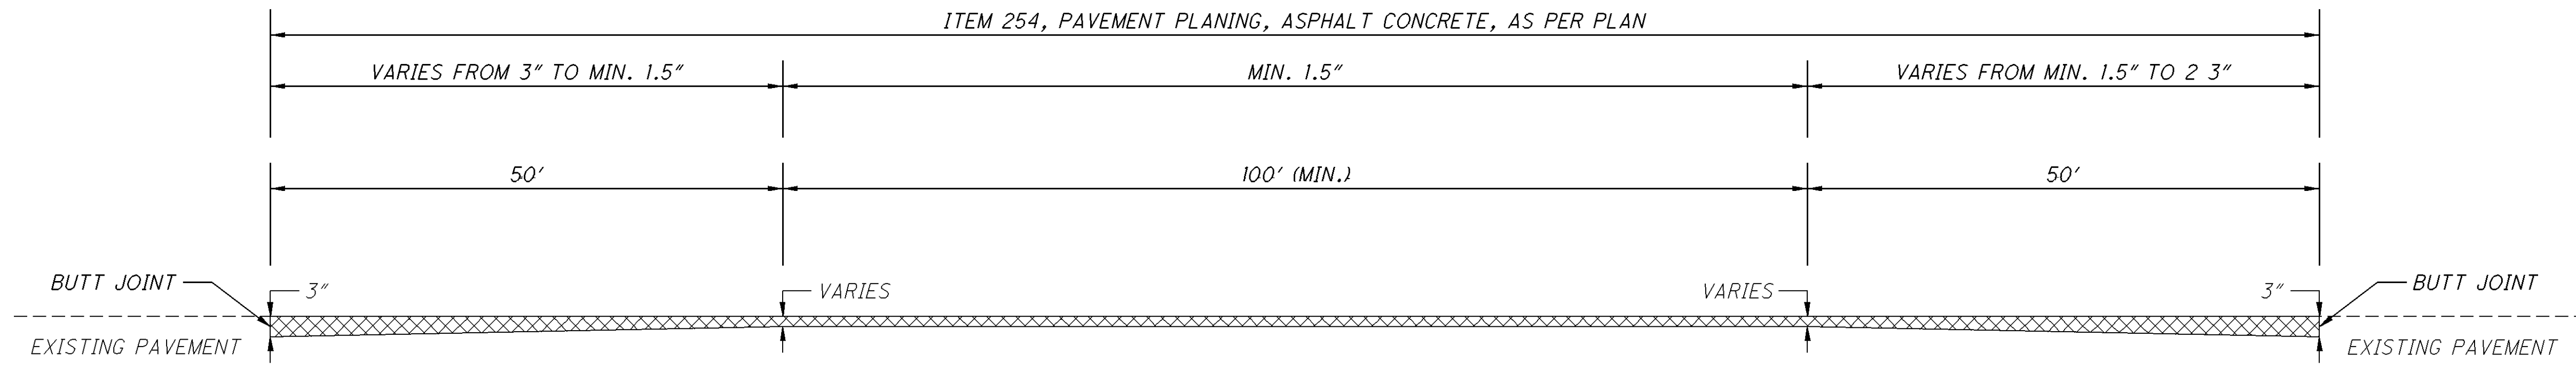 ITEM 254, PAVEMENT PLANING, ASPHALT CONCRETE, AS PER PLAN
VARIES FROM 3" TO MIN. 1.5"
MIN. 1.5"
VARIES FROM MIN. 1.5" TO 2 3"
50'
100' (MIN.)
50'
BUTT JOINT
3"
VARIES
VARIES
3"
BUTT JOINT
EXISTING PAVEMENT
EXISTING PAVEMENT